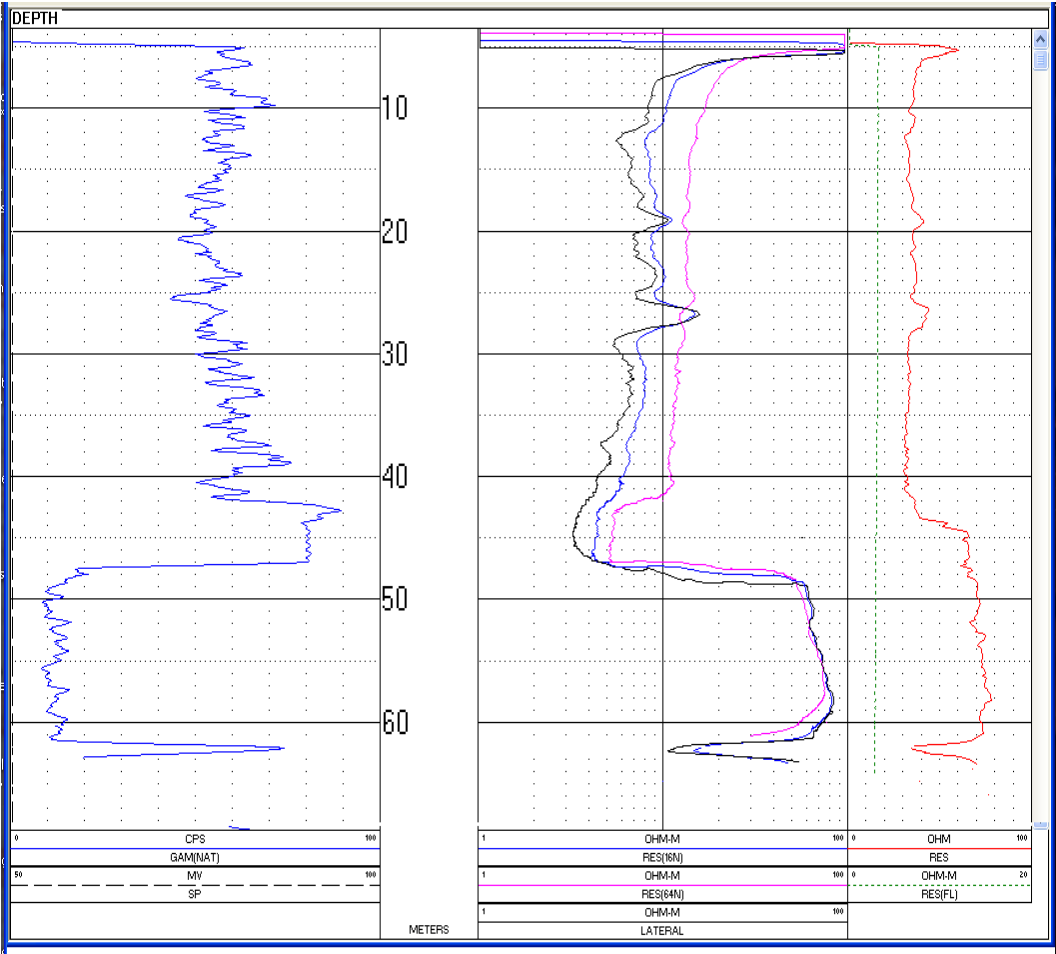 DEPTH
10
20
30
40
50
60
0 CPS 100
GAM(NAT)
50 MV 100
SP
METERS
1 OHM-M 100
RES(16N)
1 OHM-M 100
RES(64N)
1 OHM-M 100
LATERAL
0 OHM 100
RES
0 OHM-M 20
RES(FL)